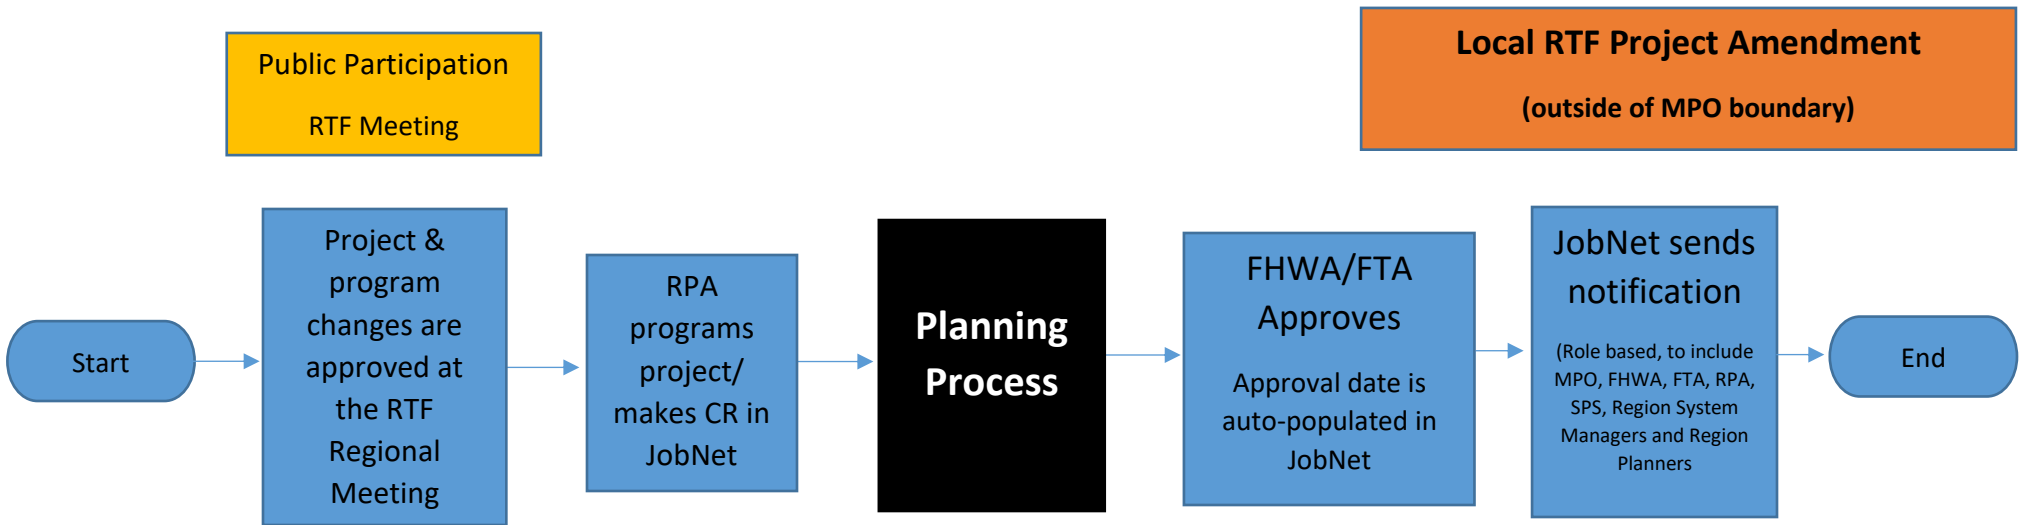 Public Participation
RTF Meeting
Local RTF Project Amendment
(outside of MPO boundary)
Start
Project &
program
changes are
approved at
the RTF
Regional
Meeting
RPA
programs
project/
makes CR in
JobNet
Planning
Process
FHWA/FTA
Approves
Approval date is
auto-populated in
JobNet
JobNet sends
notification
(Role based, to include
MPO, FHWA, FTA, RPA,
SPS, Region System
Managers and Region
Planners
End